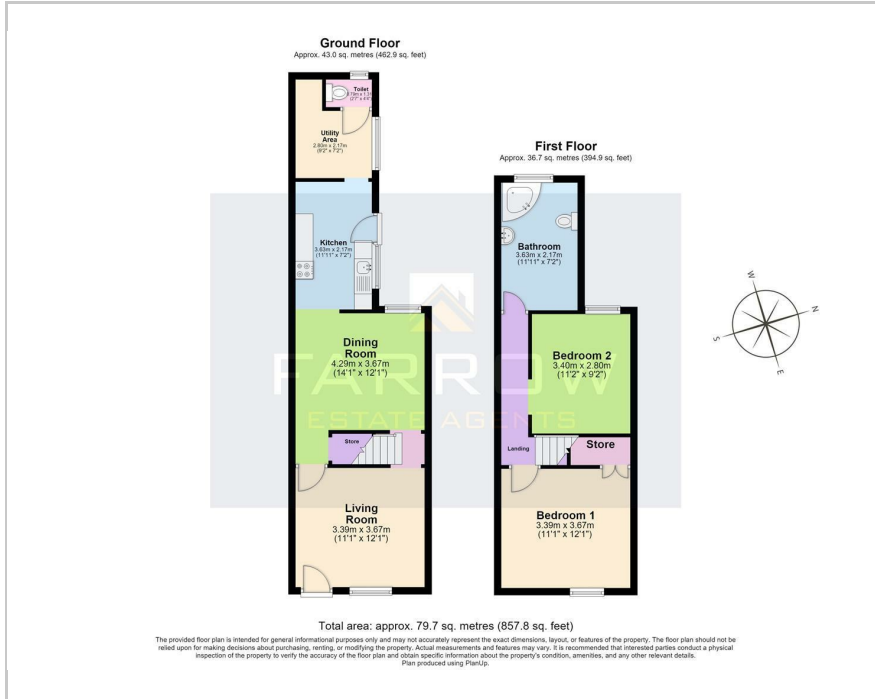 Ground Floor
Approx. 43.0 sq. metres (462.9 sq. feet)
Toilet
(2'7" x 4'4")
Utility
Area
2.80m x 2.17m
(9'2" x 7'2")
Kitchen
3.63m x 2.17m
(11'11" x 7'2")
Dining
Room
4.29m x 3.67m
(14'1" x 12'1")
Store
Living
Room
3.39m x 3.67m
(11'1" x 12'1")
First Floor
Approx. 36.7 sq. metres (394.9 sq. feet)
Bathroom
3.63m x 2.17m
(11'11" x 7'2")
Bedroom 2
3.40m x 2.80m
(11'2" x 9'2")
Landing
Store
Bedroom 1
3.39m x 3.67m
(11'1" x 12'1")
W
N
S
E
FARROW
ESTATE AGENTS
Total area: approx. 79.7 sq. metres (857.8 sq. feet)
The provided floor plan is intended for general informational purposes only and may not accurately represent the exact dimensions, layout, or features of the property. The floor plan should not be
relied upon for making decisions about purchasing, renting, or modifying the property. Actual measurements and features may vary. It is recommended that interested parties conduct a physical
inspection of the property to verify the accuracy of the floor plan and obtain specific information about the property's condition, amenities, and any other relevant details.
Plan produced using PlanUp.